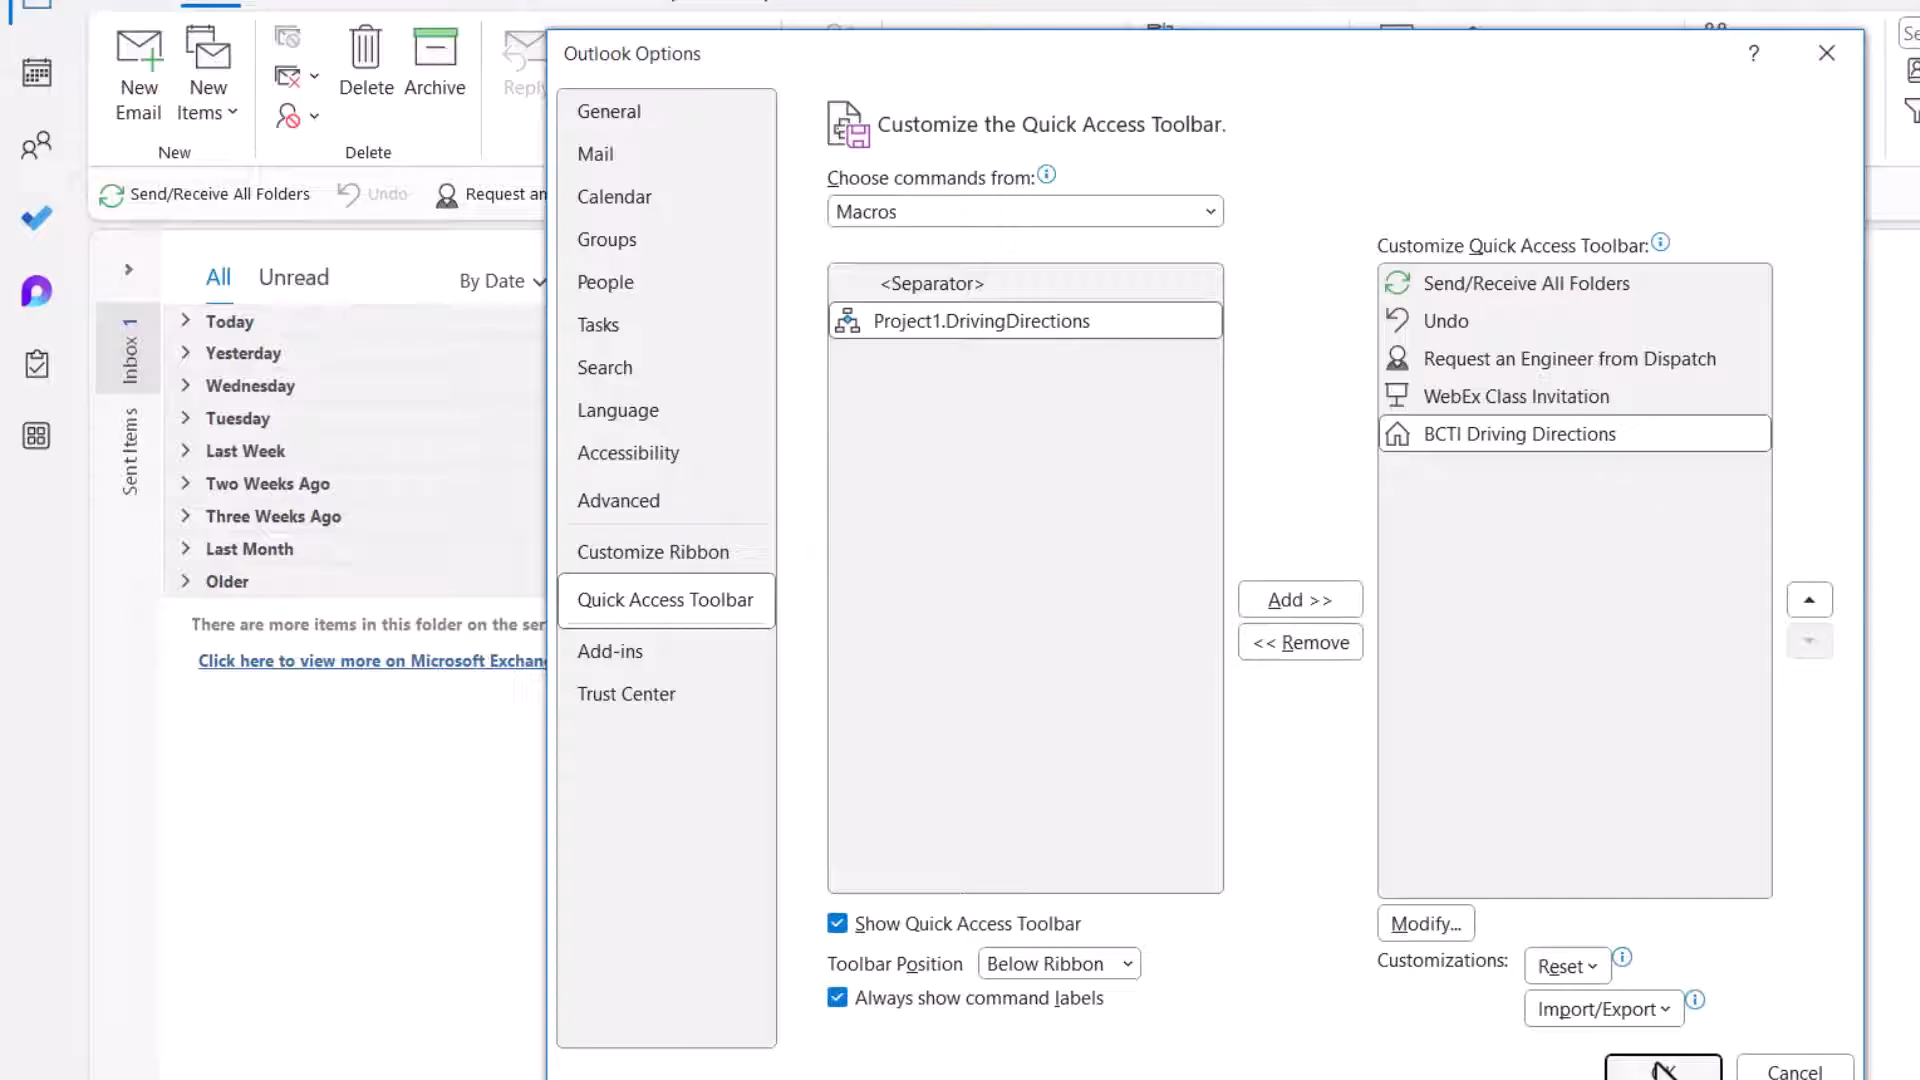 New
Email
New
Items
New
Delete
Archive
Delete
Reply
Send/Receive All Folders
Undo
Request an
Inbox 1
Sent Items
All
Unread
By Date
Today
Yesterday
Wednesday
Tuesday
Last Week
Two Weeks Ago
Three Weeks Ago
Last Month
Older
There are more items in this folder on the ser
Click here to view more on Microsoft Exchan
Outlook Options
?
General
Mail
Calendar
Groups
People
Tasks
Search
Language
Accessibility
Advanced
Customize Ribbon
Quick Access Toolbar
Add-ins
Trust Center
Customize the Quick Access Toolbar.
Choose commands from:
Macros
<Separator>
Project1.DrivingDirections
Add >>
<< Remove
Customize Quick Access Toolbar:
Send/Receive All Folders
Undo
Request an Engineer from Dispatch
WebEx Class Invitation
BCTI Driving Directions
Show Quick Access Toolbar
Toolbar Position
Below Ribbon
Always show command labels
Modify...
Customizations:
Reset
Import/Export
Cancel
Se